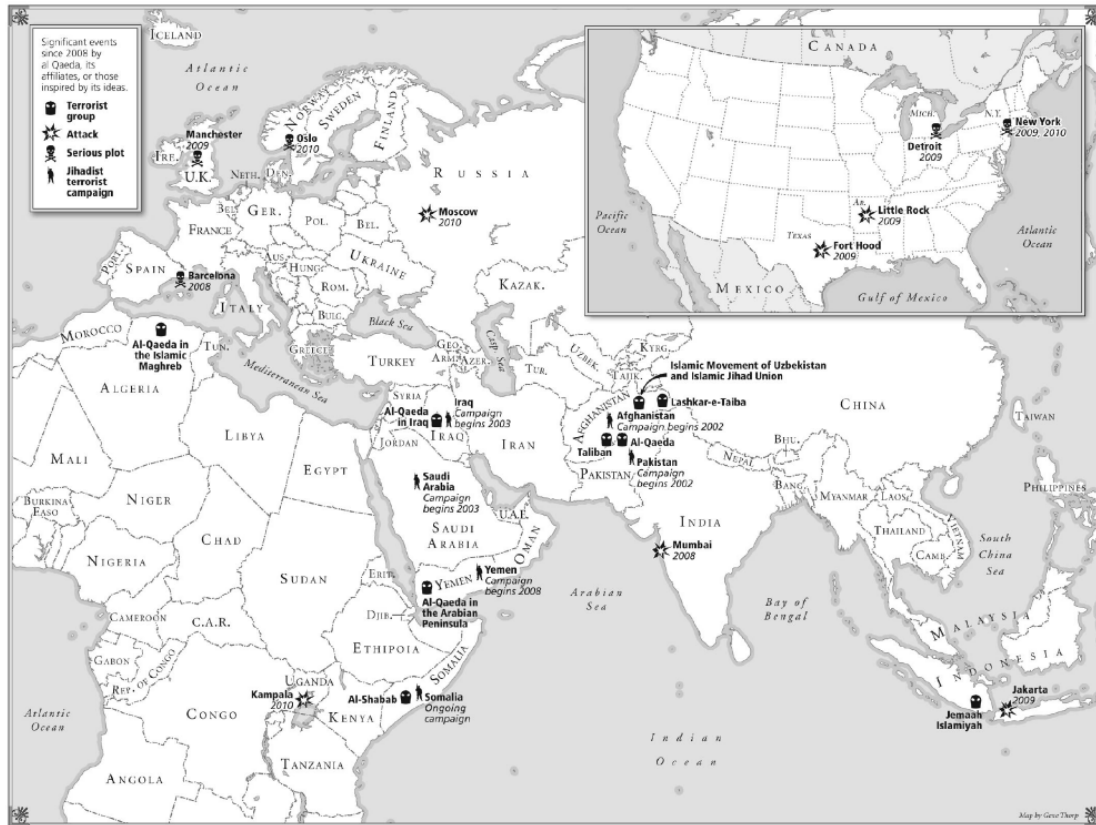 Significant events
since 2008 by
al Qaeda, its
affiliates, or those
inspired by its ideas.
Terrorist
group
Attack
Serious plot
Jihadist
terrorist
campaign
ICELAND
Atlantic
Ocean
NORWAY
SWEDEN
FINLAND
Manchester
2009
Oslo
2010
IRE.
U.K.
NETH.
DEN.
RUSSIA
Moscow
2010
BEL.
GER.
POL.
BEL.
FRANCE
UKRAINE
AUS.
HUNG.
ROM.
KAZAK.
PORT.
SPAIN
Barcelona
2008
ITALY
BULG.
Black Sea
Casp. Sea
GREECE
MOROCCO
Al-Qaeda in
the Islamic
Maghreb
TUN.
Mediterranean Sea
TURKEY
GEO.
ARM.
AZER.
TUR.
UZBEK.
KYRG.
TAJIK.
Islamic Movement of Uzbekistan
and Islamic Jihad Union
Lashkar-e-Taiba
CHINA
ALGERIA
LIBYA
EGYPT
SYRIA
JORDAN
Al-Qaeda
in Iraq
Iraq
Campaign
begins 2003
IRAQ
IRAN
AFGHANISTAN
Afghanistan
Campaign
begins 2002
Taliban
Al-Qaeda
Pakistan
Campaign
begins 2002
PAKISTAN
NEPAL
BHU.
BANG.
TAIWAN
MALI
NIGER
BURKINA
FASO
NIGERIA
CHAD
SUDAN
Saudi
Arabia
Campaign
begins 2003
SAUDI
ARABIA
U.A.E.
OMAN
INDIA
Mumbai
2008
MYANMAR
LAOS
THAILAND
CAMB.
VIETNAM
PHILIPPINES
South
China
Sea
ERIT.
YEMEN
Yemen
Campaign
begins 2008
Al-Qaeda in
the Arabian
Peninsula
DJIB.
Arabian
Sea
Bay of
Bengal
CAMEROON
C.A.R.
ETHIPOIA
SOMALIA
MALAYSIA
INDONESIA
GABON
REP. OF CONGO
CONGO
UGANDA
Kampala
2010
KENYA
Al-Shabab
Somalia
Ongoing
campaign
Jemaah
Islamiyah
Jakarta
2009
Atlantic
Ocean
ANGOLA
TANZANIA
Indian
Ocean
CANADA
MICH.
N.Y.
New York
2009, 2010
Detroit
2009
AR.
Little Rock
2009
TEXAS
Fort Hood
2009
Pacific
Ocean
Atlantic
Ocean
MEXICO
Gulf of Mexico
Map by Gene Thorp